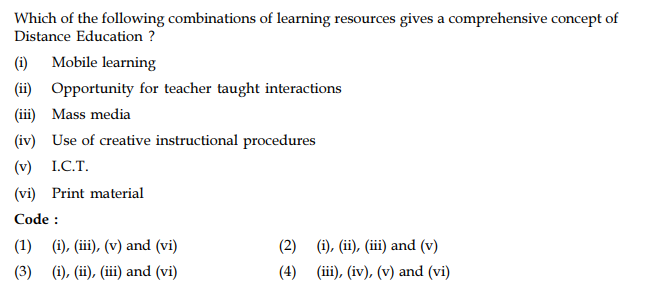 Which of the following combinations of learning resources gives a comprehensive concept of
Distance Education ?
(i) Mobile learning
(ii) Opportunity for teacher taught interactions
(iii) Mass media
(iv) Use of creative instructional procedures
(v) I.C.T.
(vi) Print material
Code :
(1) (i), (iii), (v) and (vi) (2) (i), (ii), (iii) and (v)
(3) (i), (ii), (iii) and (vi) (4) (iii), (iv), (v) and (vi)